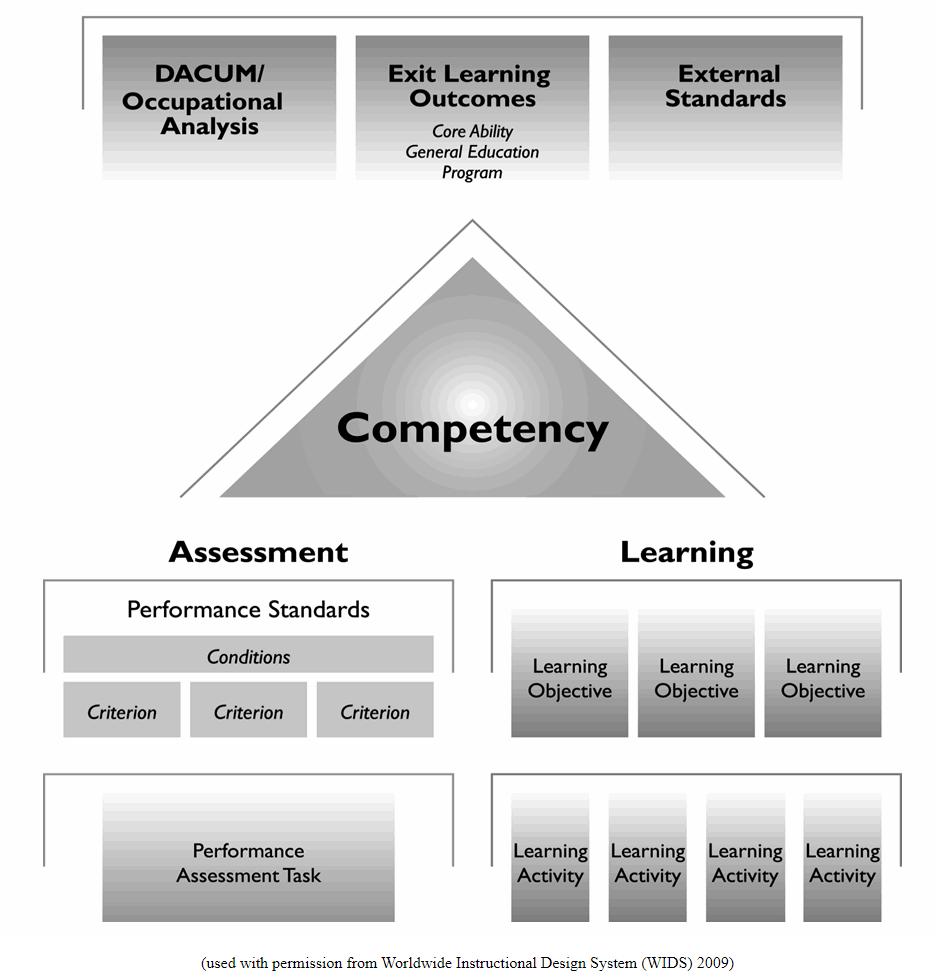 DACUM/
Occupational
Analysis
Exit Learning
Outcomes
Core Ability
General Education
Program
External
Standards
Competency
Assessment
Performance Standards
Conditions
Criterion
Criterion
Criterion
Performance
Assessment Task
Learning
Learning
Objective
Learning
Objective
Learning
Objective
Learning
Activity
Learning
Activity
Learning
Activity
Learning
Activity
(used with permission from Worldwide Instructional Design System (WIDS) 2009)